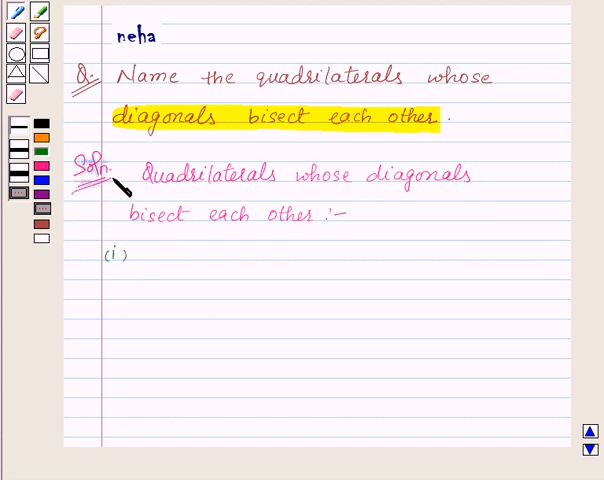 neha
Q. Name the quadrilaterals whose
diagonals bisect each other.
Soln. Quadrilaterals whose diagonals
bisect each other :-
(i)